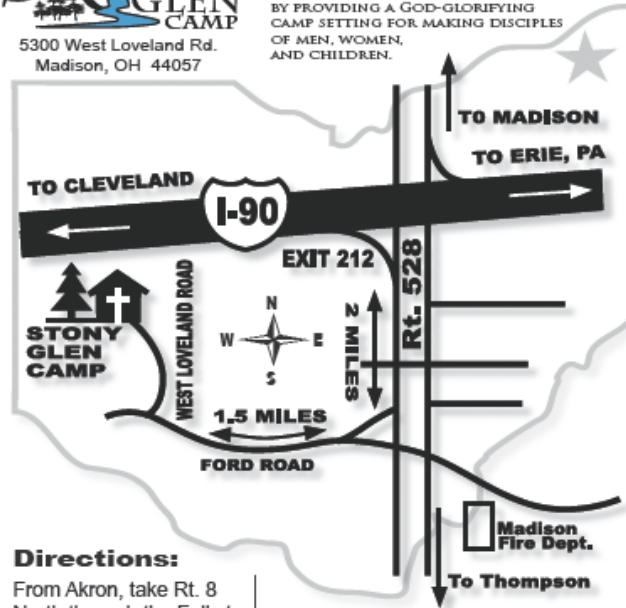 GLEN
CAMP
5300 West Loveland Rd.
Madison, OH 44057
BY PROVIDING A GOD-GLORIFYING
CAMP SETTING FOR MAKING DISCIPLES
OF MEN, WOMEN,
AND CHILDREN.
TO MADISON
TO ERIE, PA
TO CLEVELAND
I-90
EXIT 212
Rt. 528
WEST LOVELAND ROAD
N
W E
S
2 MILES
STONY
GLEN
CAMP
1.5 MILES
FORD ROAD
Madison
Fire Dept.
To Thompson
Directions:
From Akron, take Rt. 8